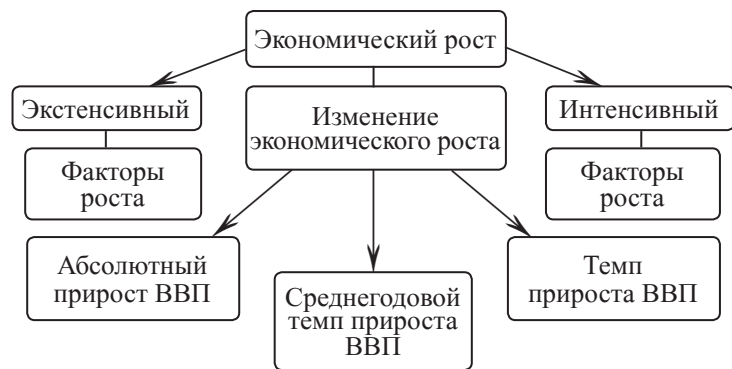 Экономический рост
Экстенсивный
Изменение
экономического роста
Интенсивный
Факторы
роста
Факторы
роста
Абсолютный
прирост ВВП
Среднегодовой
темп прироста
ВВП
Темп
прироста ВВП